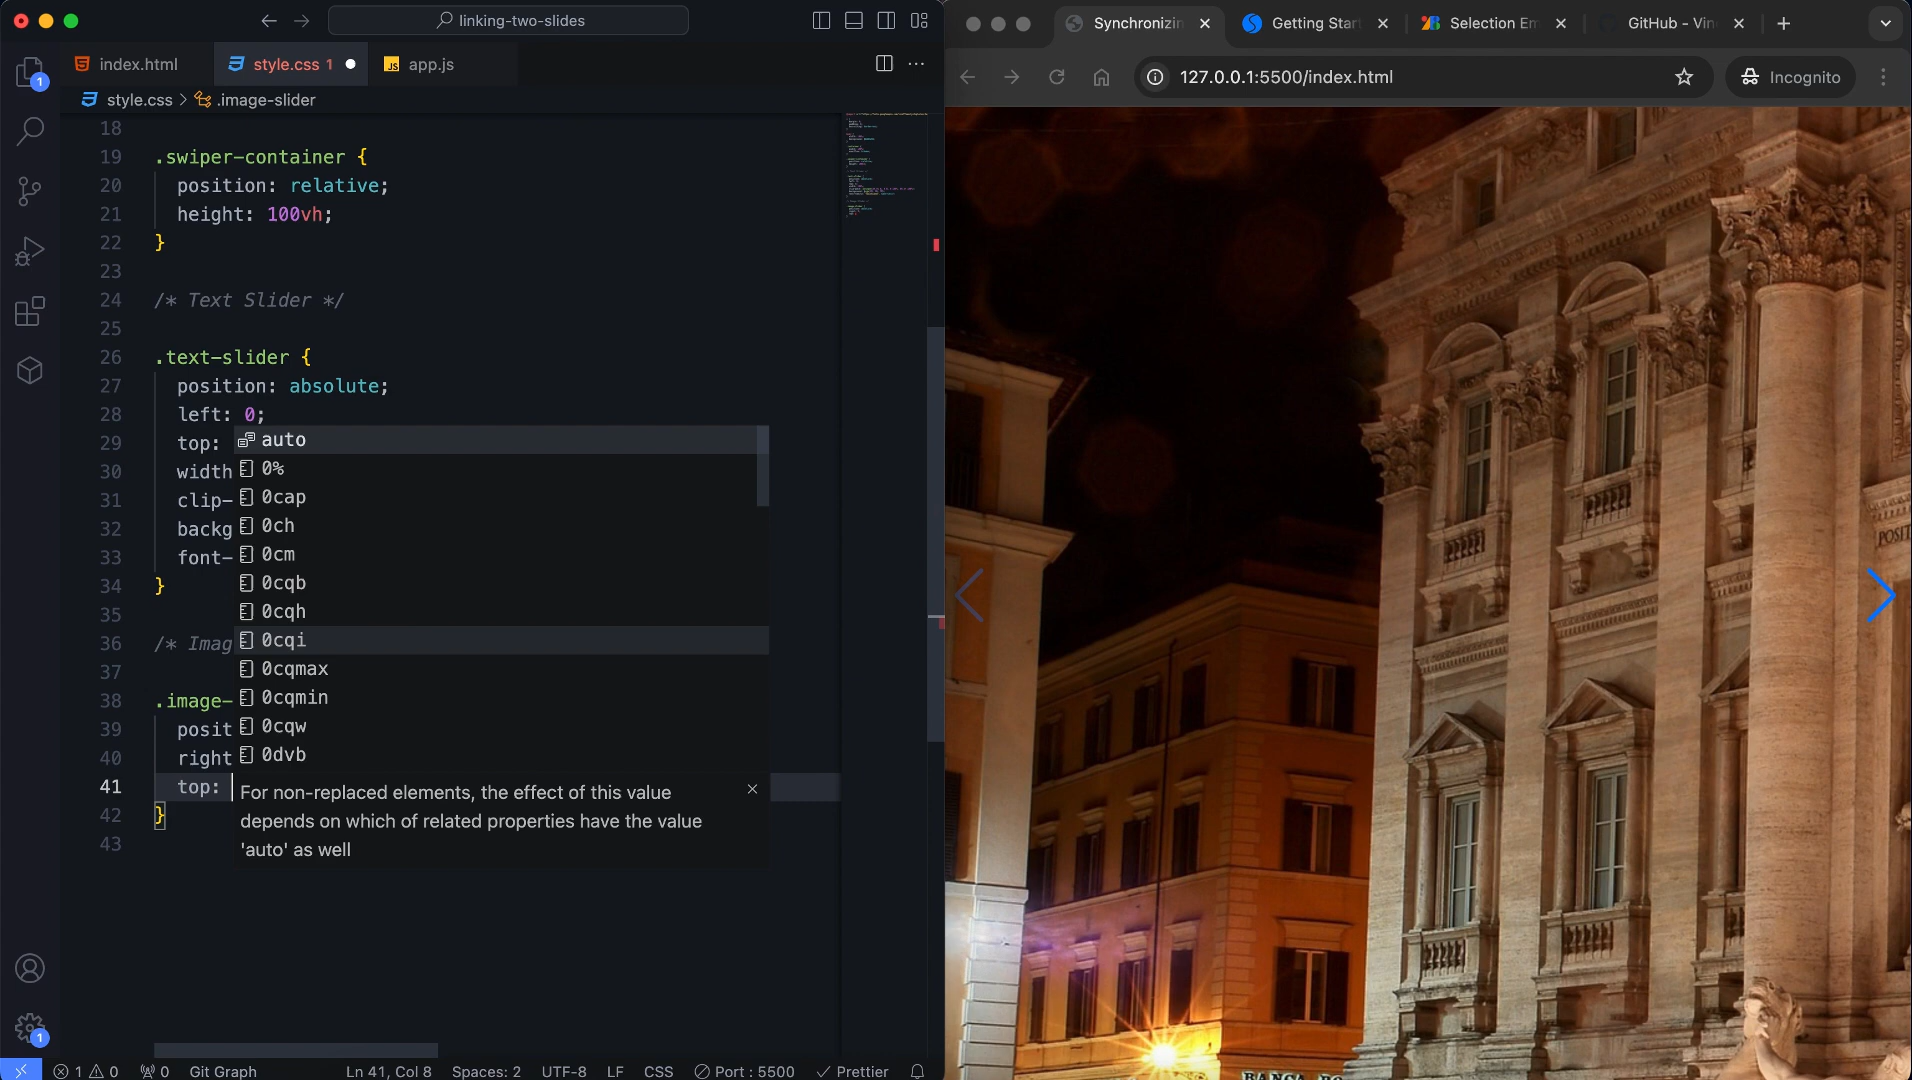 linking-two-slides
index.html
style.css 1
app.js
style.css > .image-slider
18
19 .swiper-container {
20 position: relative;
21 height: 100vh;
22 }
23
24 /* Text Slider */
25
26 .text-slider {
27 position: absolute;
28 left: 0;
29 top:
30 width
31 clip-
32 backg
33 font-
34 }
35
36 /* Imag
37
38 .image-
39 posit
40 right
41 top:
42 }
43
auto
0%
0cap
0ch
0cm
0cqb
0cqh
0cqi
0cqmax
0cqmin
0cqw
0dvb
For non-replaced elements, the effect of this value
depends on which of related properties have the value
'auto' as well
1
1
1 0 0 Git Graph Ln 41, Col 8 Spaces: 2 UTF-8 LF CSS Port : 5500 Prettier
Synchronizin
Getting Start
Selection Em
GitHub - Vin
127.0.0.1:5500/index.html
Incognito
POSIT
BANCA